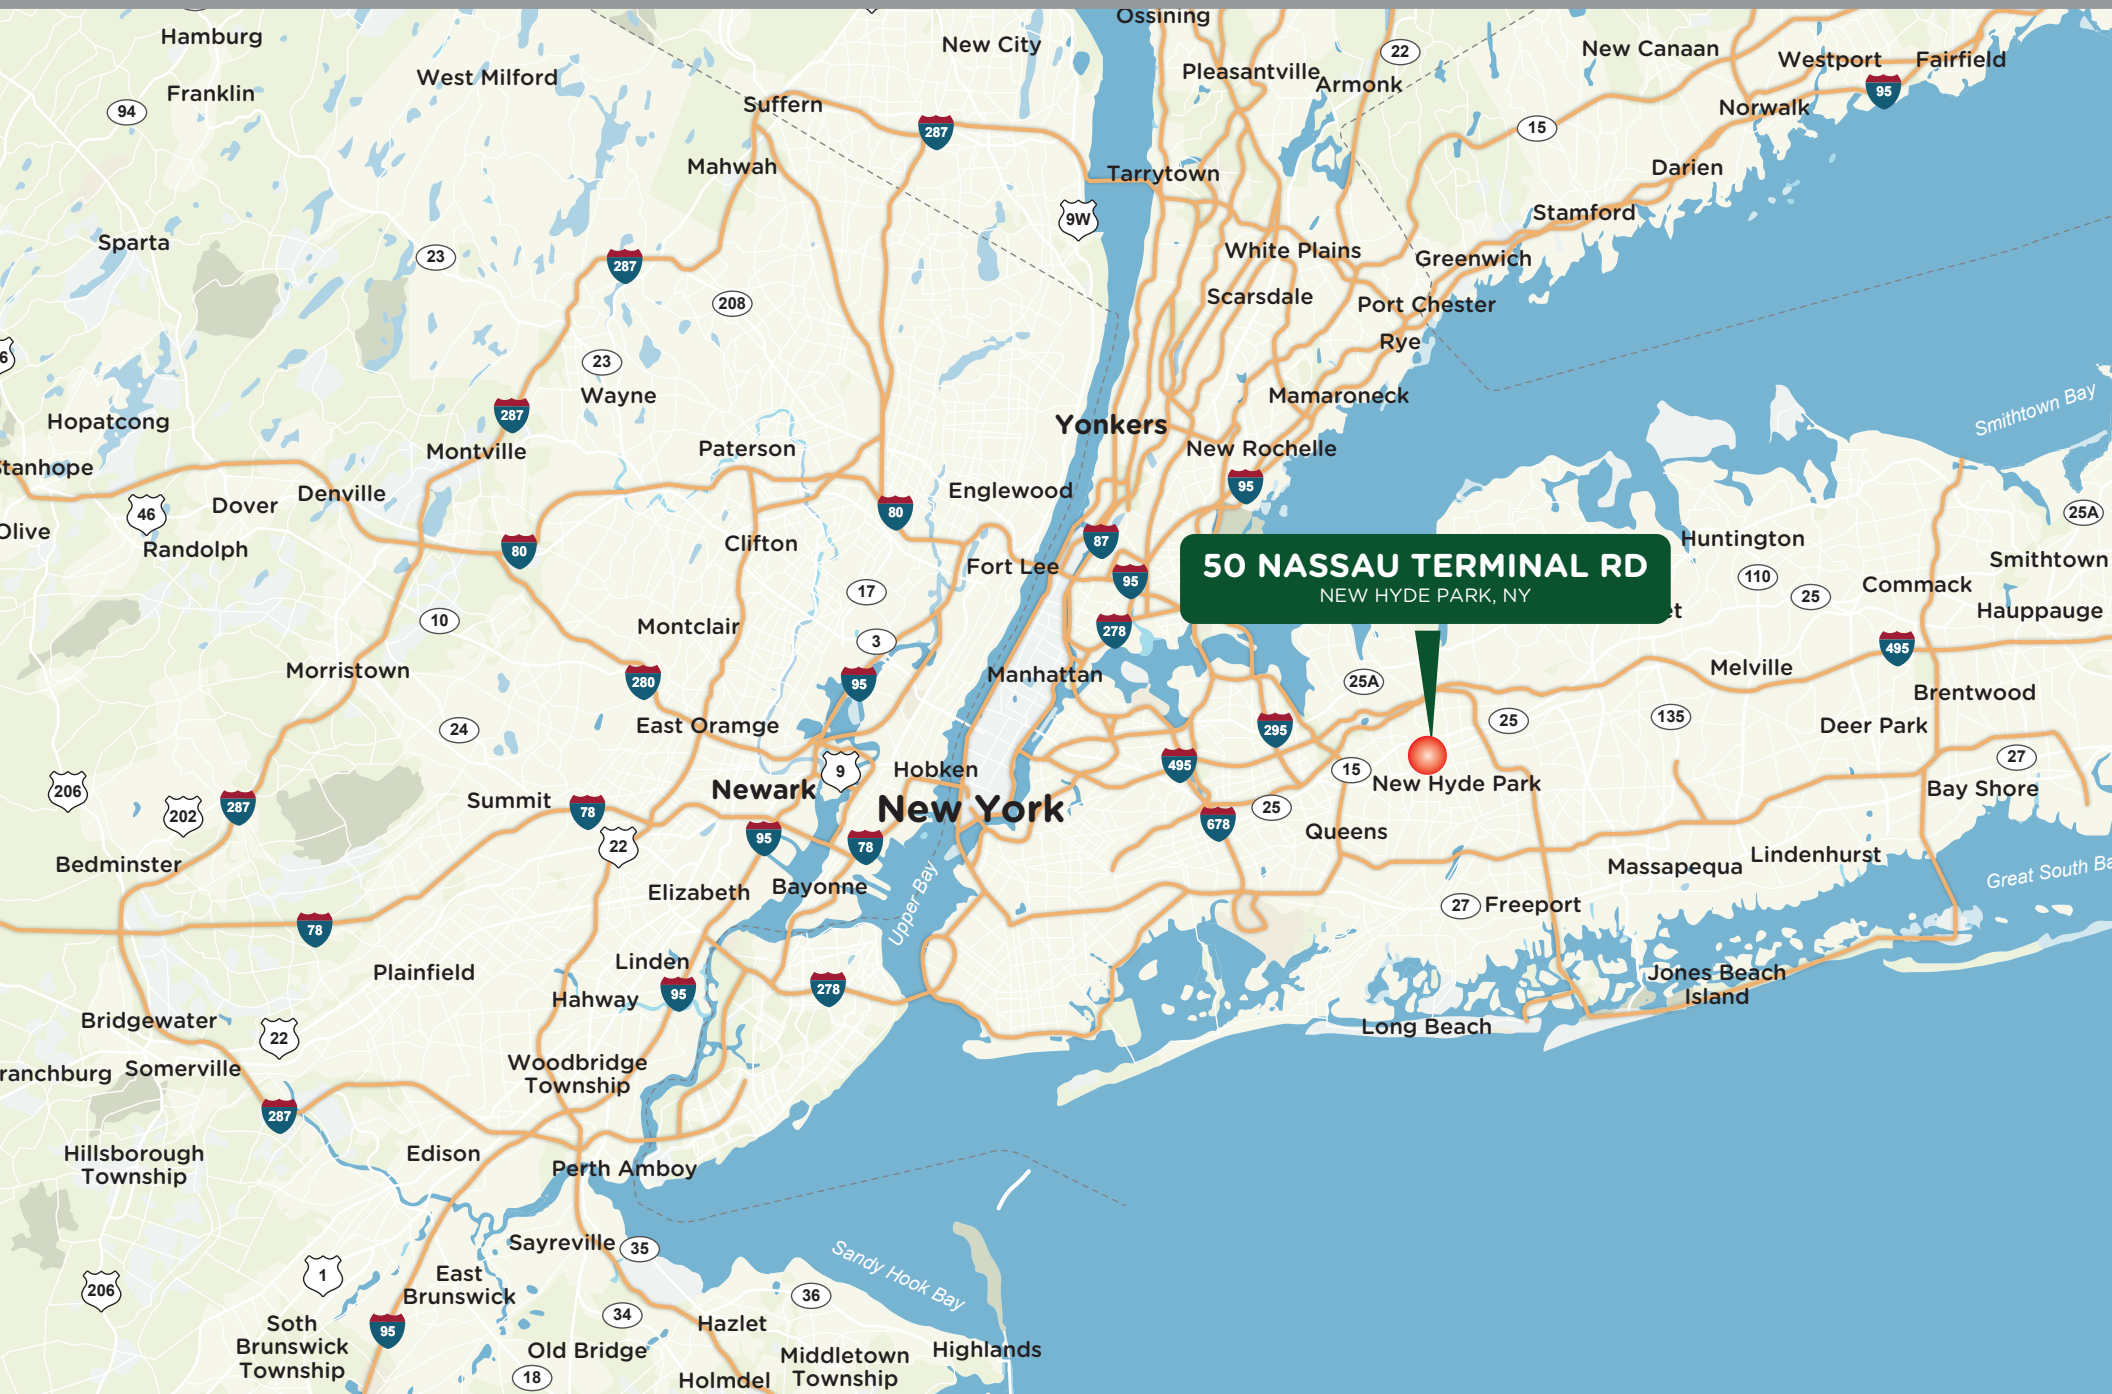 Ossining
Hamburg
New City
22
New Canaan
Westport
Fairfield
West Milford
Pleasantville
Armonk
Franklin
95
94
Suffern
Norwalk
287
15
Mahwah
Tarrytown
Darien
9W
Stamford
Sparta
23
White Plains
Greenwich
287
208
Scarsdale
Port Chester
Rye
23
Wayne
Mamaroneck
Smithtown Bay
287
Hopatcong
Yonkers
Montville
Paterson
New Rochelle
Stanhope
Denville
Englewood
95
Dover
46
80
25A
Olive
Randolph
80
Clifton
87
Huntington
Smithtown
50 NASSAU TERMINAL RD
NEW HYDE PARK, NY
Fort Lee
95
110
25
Commack
17
et
Hauppauge
10
Montclair
278
3
495
Morristown
280
95
Manhattan
25A
Melville
Brentwood
24
East Oramge
295
25
135
Deer Park
9
495
15
27
206
Hobken
New Hyde Park
Bay Shore
287
Summit
78
Newark
New York
25
202
678
Queens
22
95
78
Bedminster
Massapequa
Lindenhurst
Elizabeth
Bayonne
Upper Bay
Great South Ba
27
Freeport
78
Plainfield
Linden
Jones Beach
Island
Hahway
95
278
Bridgewater
22
Long Beach
Woodbridge
Township
ranchburg
Somerville
287
Hillsborough
Township
Edison
Perth Amboy
Sayreville
35
Sandy Hook Bay
206
1
East
Brunswick
36
34
95
Soth
Brunswick
Township
Hazlet
Old Bridge
Highlands
Middletown
Township
18
Holmdel